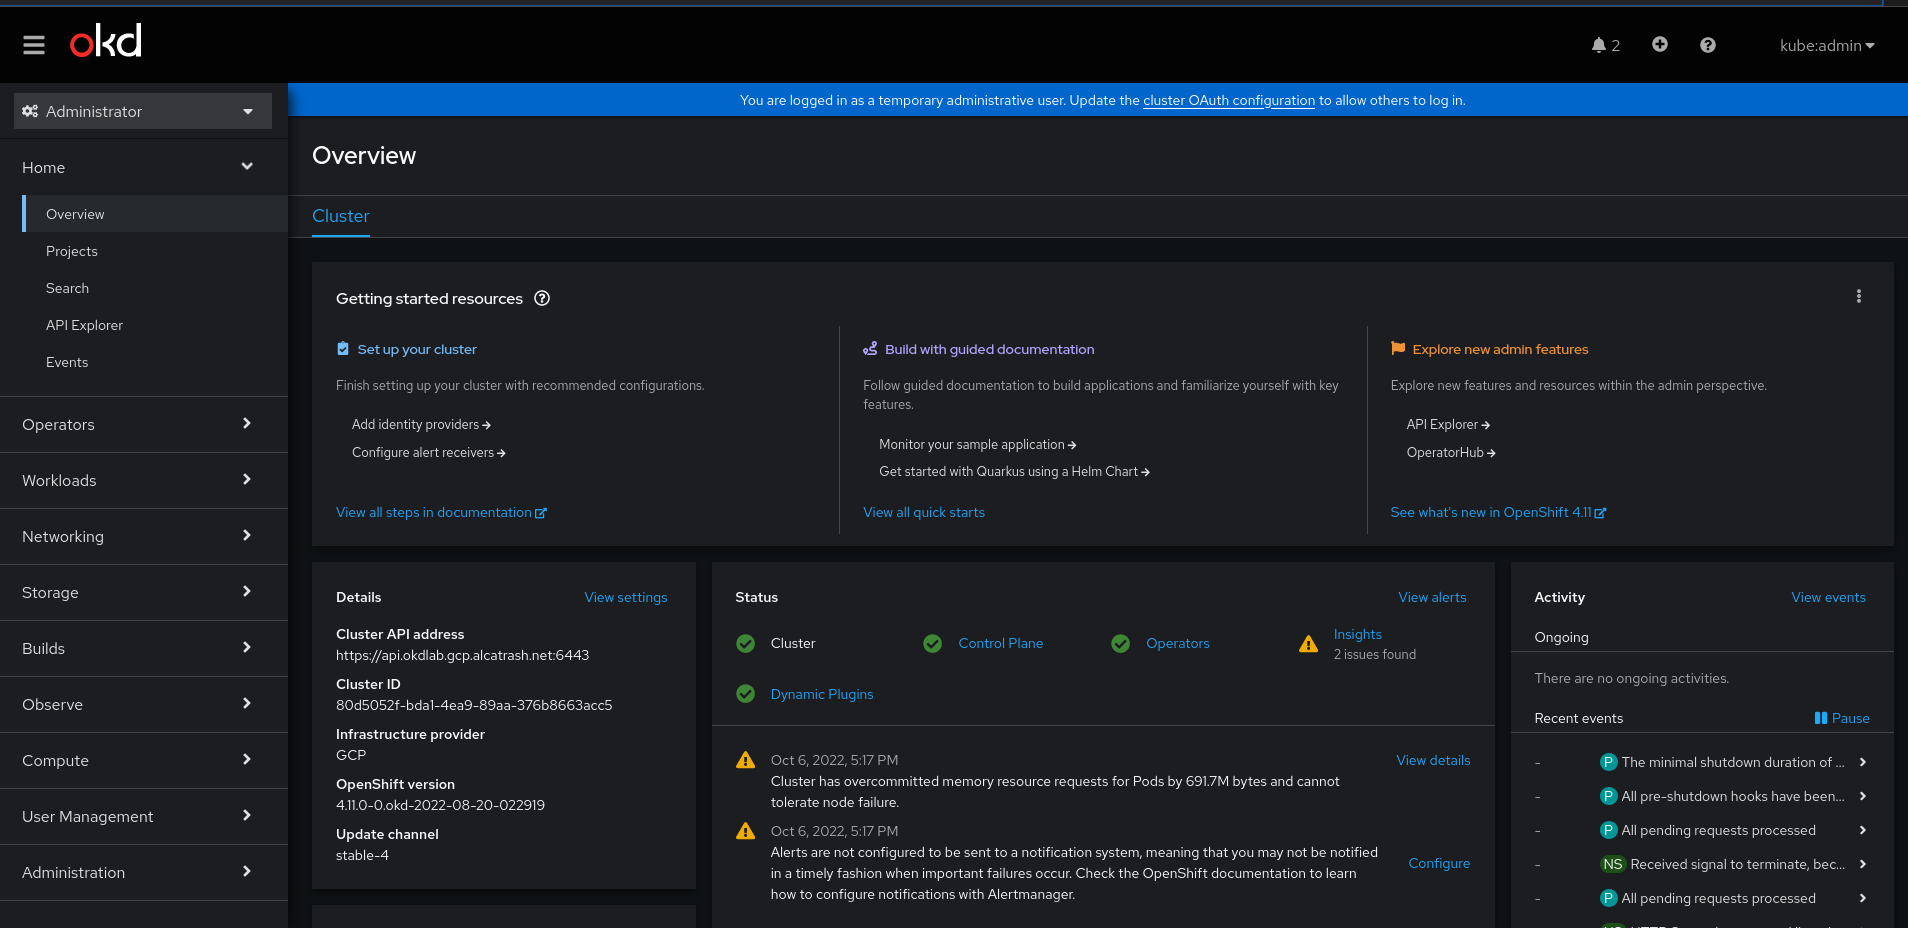 okd
2
kube:admin
Administrator
You are logged in as a temporary administrative user. Update the cluster OAuth configuration to allow others to log in.
Home
Overview
Projects
Search
API Explorer
Events
Operators
Workloads
Networking
Storage
Builds
Observe
Compute
User Management
Administration
Overview
Cluster
Getting started resources
Set up your cluster
Finish setting up your cluster with recommended configurations.
Add identity providers
Configure alert receivers
View all steps in documentation
Build with guided documentation
Follow guided documentation to build applications and familiarize yourself with key
features.
Monitor your sample application
Get started with Quarkus using a Helm Chart
View all quick starts
Explore new admin features
Explore new features and resources within the admin perspective.
API Explorer
OperatorHub
See what's new in OpenShift 4.11
Details
View settings
Cluster API address
https://api.okdlab.gcp.alcatrash.net:6443
Cluster ID
80d5052f-bda1-4ea9-89aa-376b8663acc5
Infrastructure provider
GCP
OpenShift version
4.11.0-0.okd-2022-08-20-022919
Update channel
stable-4
Status
View alerts
Cluster
Control Plane
Operators
Insights
2 issues found
Dynamic Plugins
Oct 6, 2022, 5:17 PM
View details
Cluster has overcommitted memory resource requests for Pods by 691.7M bytes and cannot
tolerate node failure.
Oct 6, 2022, 5:17 PM
Alerts are not configured to be sent to a notification system, meaning that you may not be notified
in a timely fashion when important failures occur. Check the OpenShift documentation to learn
how to configure notifications with Alertmanager.
Configure
Activity
View events
Ongoing
There are no ongoing activities.
Recent events
Pause
- P The minimal shutdown duration of ...
- P All pre-shutdown hooks have been...
- P All pending requests processed
- NS Received signal to terminate, bec...
- P All pending requests processed